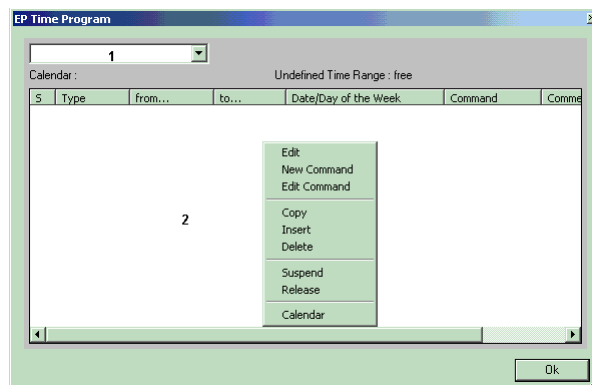 EP Time Program
1
Calendar :
Undefined Time Range : free
S Type from... to... Date/Day of the Week Command Comme
Edit
New Command
Edit Command
2
Copy
Insert
Delete
Suspend
Release
Calendar
Ok